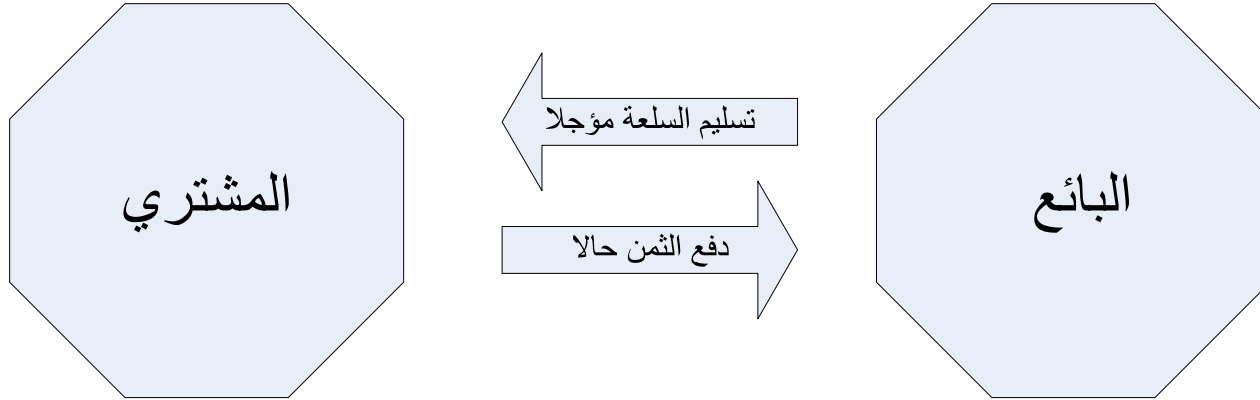 البائع
تسليم السلعة مؤجلا
دفع الثمن حالا
المشتري